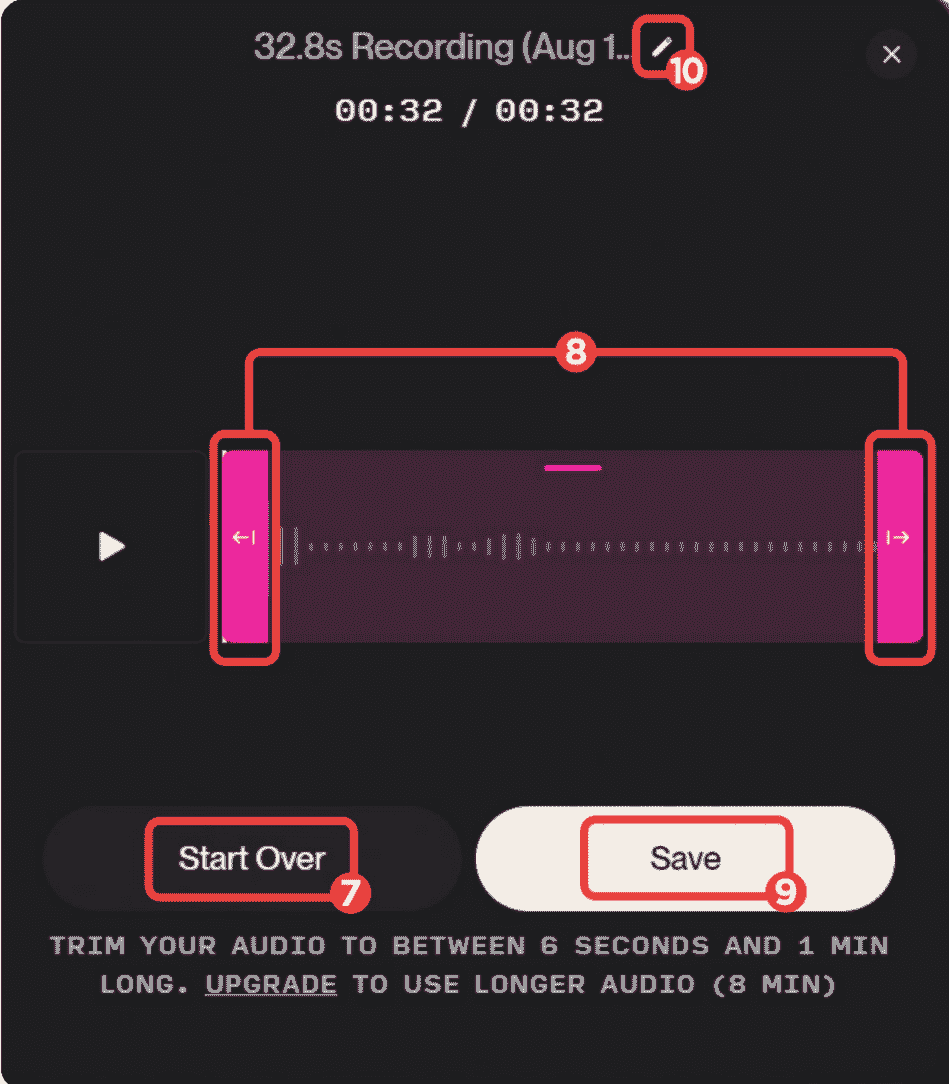 32.8s Recording (Aug 1...
10
00:32 / 00:32
8
Start Over
7
Save
9
TRIM YOUR AUDIO TO BETWEEN 6 SECONDS AND 1 MIN
LONG. UPGRADE TO USE LONGER AUDIO (8 MIN)